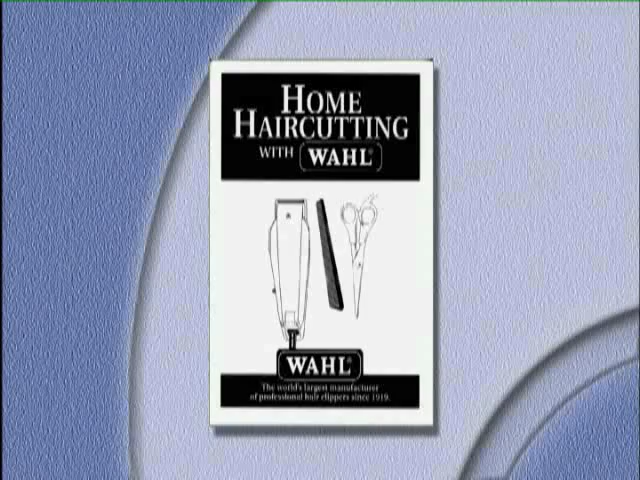 HOME
HAIRCUTTING
WITH WAHL®
WAHL®
The world's largest manufacturer
of professional hair clippers since 1919.